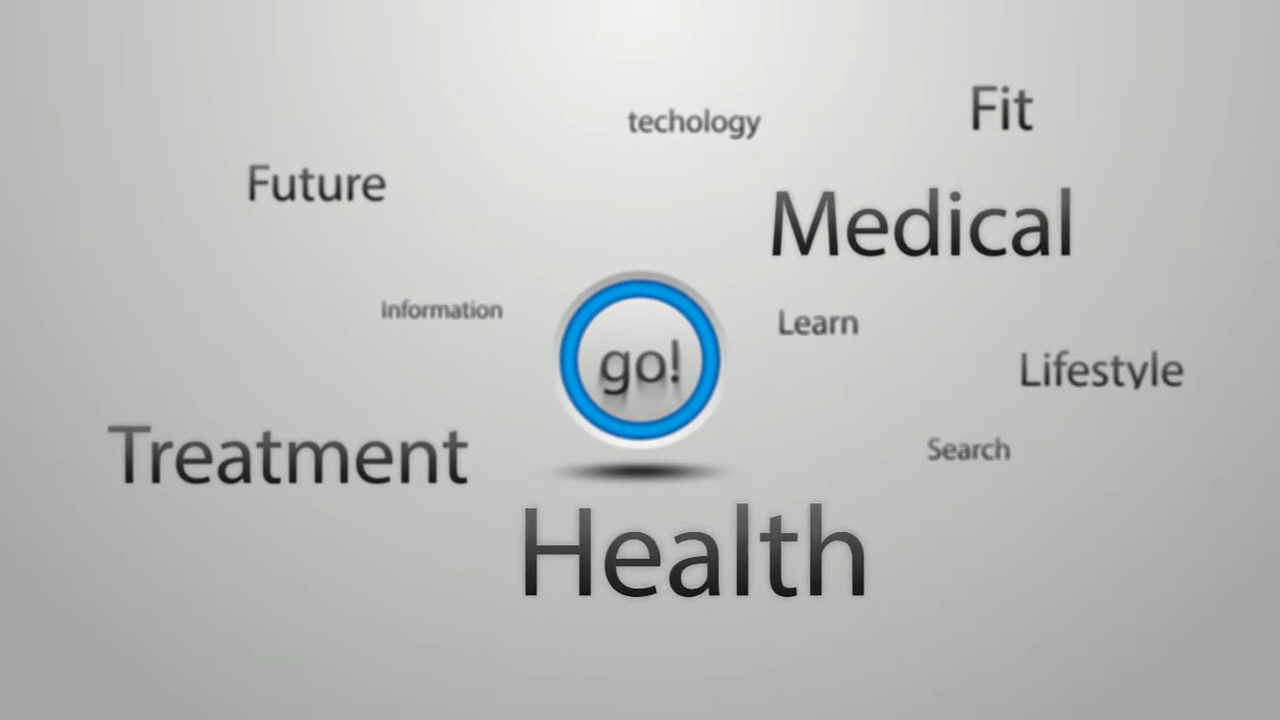 techology
Fit
Future
Medical
Information
Learn
go!
Lifestyle
Search
Treatment
Health